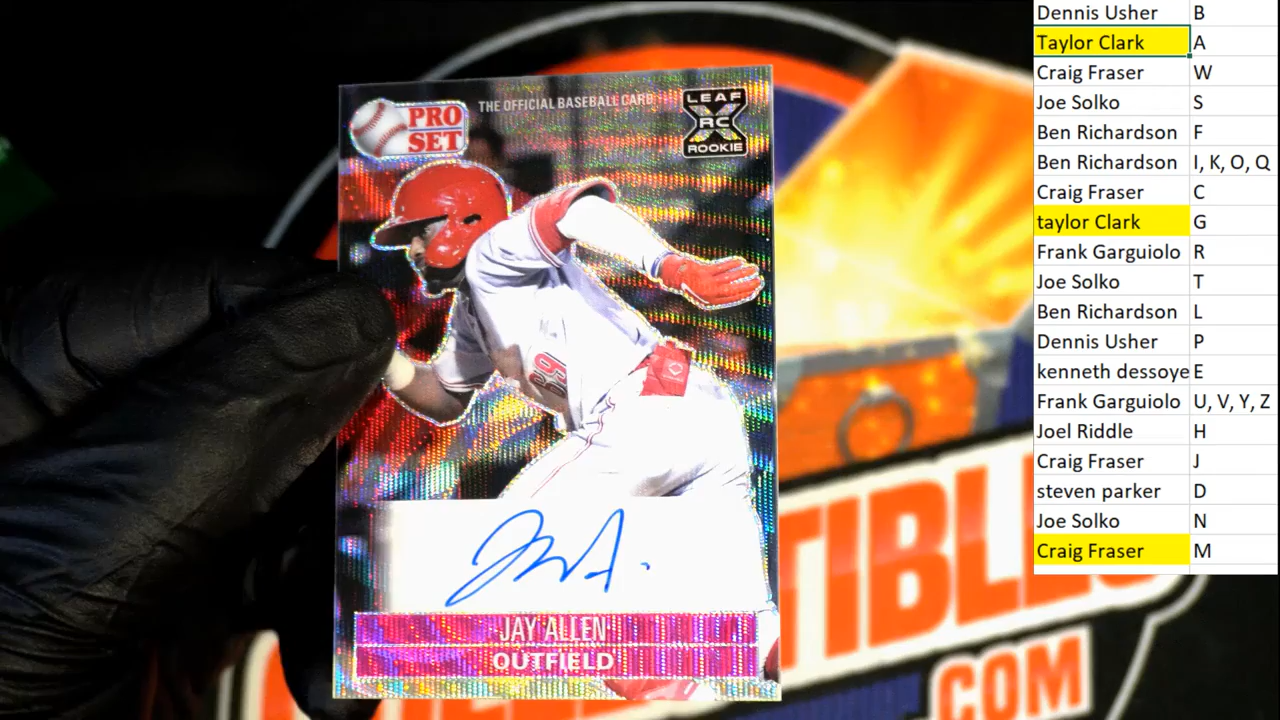 PRO
SET
THE OFFICIAL BASEBALL CARD
LEAF
RC
ROOKIE
69
JAY ALLEN
OUTFIELD
TIBL
.COM
Dennis Usher B
Taylor Clark A
Craig Fraser W
Joe Solko S
Ben Richardson F
Ben Richardson I, K, O, Q
Craig Fraser C
taylor Clark G
Frank Garguiolo R
Joe Solko T
Ben Richardson L
Dennis Usher P
kenneth dessoye E
Frank Garguiolo U, V, Y, Z
Joel Riddle H
Craig Fraser J
steven parker D
Joe Solko N
Craig Fraser M